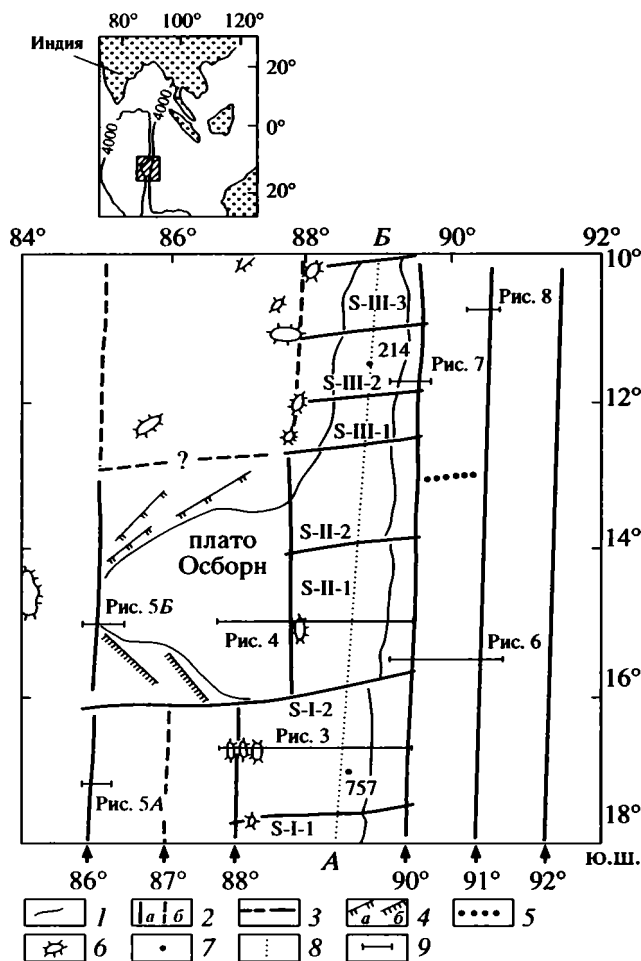 80° 100° 120°
Индия
20°
0°
20°
4000
4000
84° 86° 88° Б 90° 92°
10°
S-III-3
Рис. 8
214
Рис. 7
S-III-2
12°
S-III-1
?
14°
S-II-2
плато
Осборн
S-II-1
Рис. 5Б
Рис. 4
Рис. 6
16°
S-I-2
Рис. 3
757
Рис. 5А
18°
S-I-1
А
ю.ш.
86° 87° 88° 90° 91° 92°
1 а б 2 3 а б 4 5
6 7 8 9